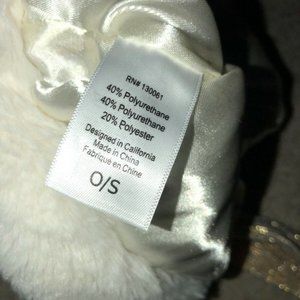 RN# 130061
40% Polyurethane
40% Polyurethane
20% Polyester
Designed in California
Made in China
Fabriqué en Chine
O/S